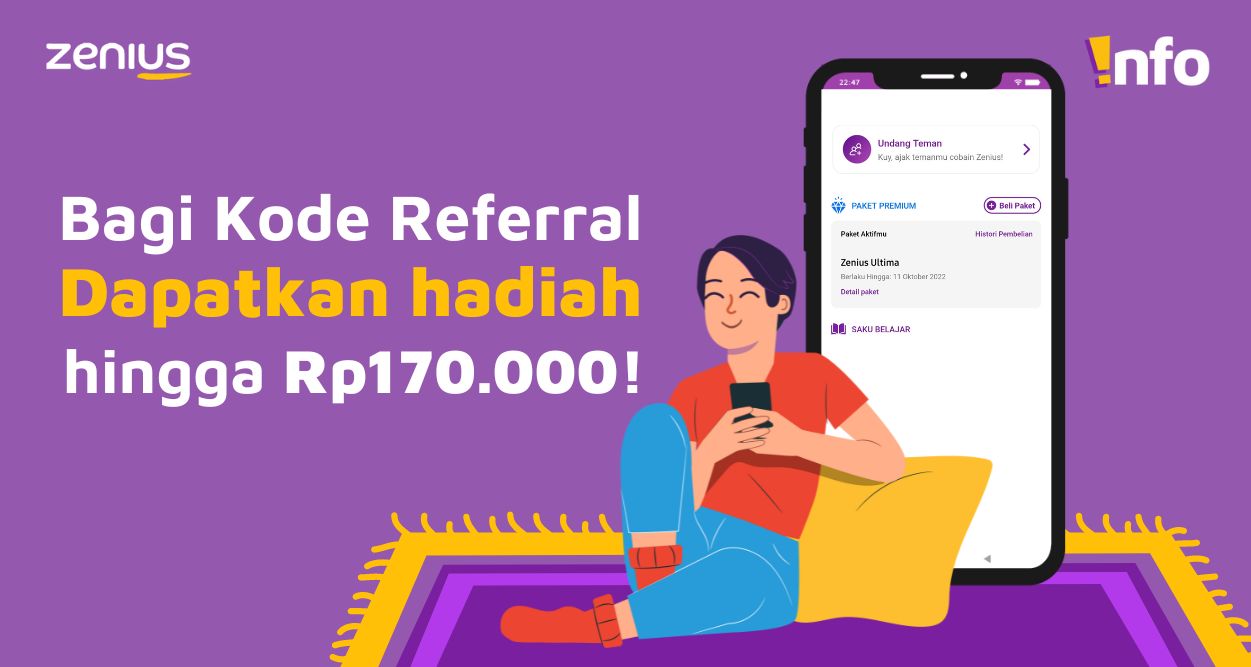 zenius
!nfo
Bagi Kode Referral
Dapatkan hadiah
hingga Rp170.000!
22:47
Undang Teman
Kuy, ajak temanmu cobain Zenius!
PAKET PREMIUM
Beli Paket
Paket Aktifmu
Histori Pembelian
Zenius Ultima
Berlaku Hingga: 11 Oktober 2022
Detail paket
SAKU BELAJAR